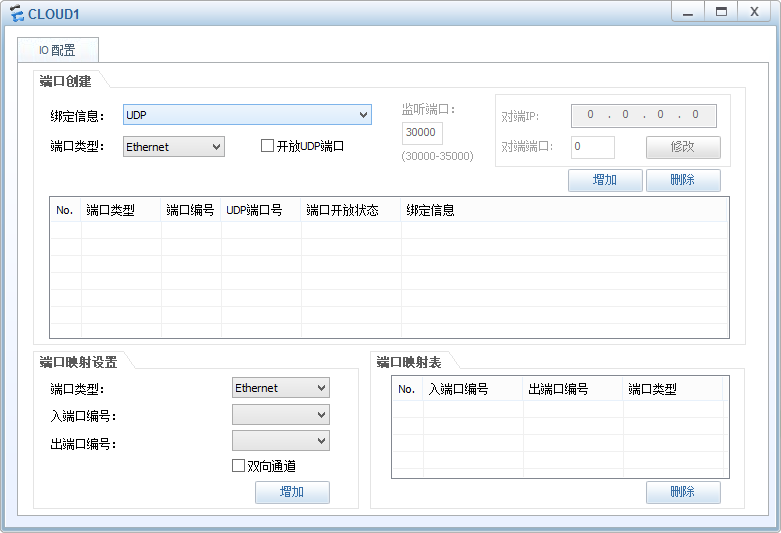 CLOUD1
IO 配置
端口创建
绑定信息： UDP
监听端口：
30000
(30000-35000)
对端IP: 0 . 0 . 0 . 0
端口类型： Ethernet 开放UDP端口
对端端口: 0 修改
增加 删除
No. 端口类型 端口编号 UDP端口号 端口开放状态 绑定信息
端口映射设置
端口类型： Ethernet
入端口编号：
出端口编号：
双向通道
增加
端口映射表
No. 入端口编号 出端口编号 端口类型
删除